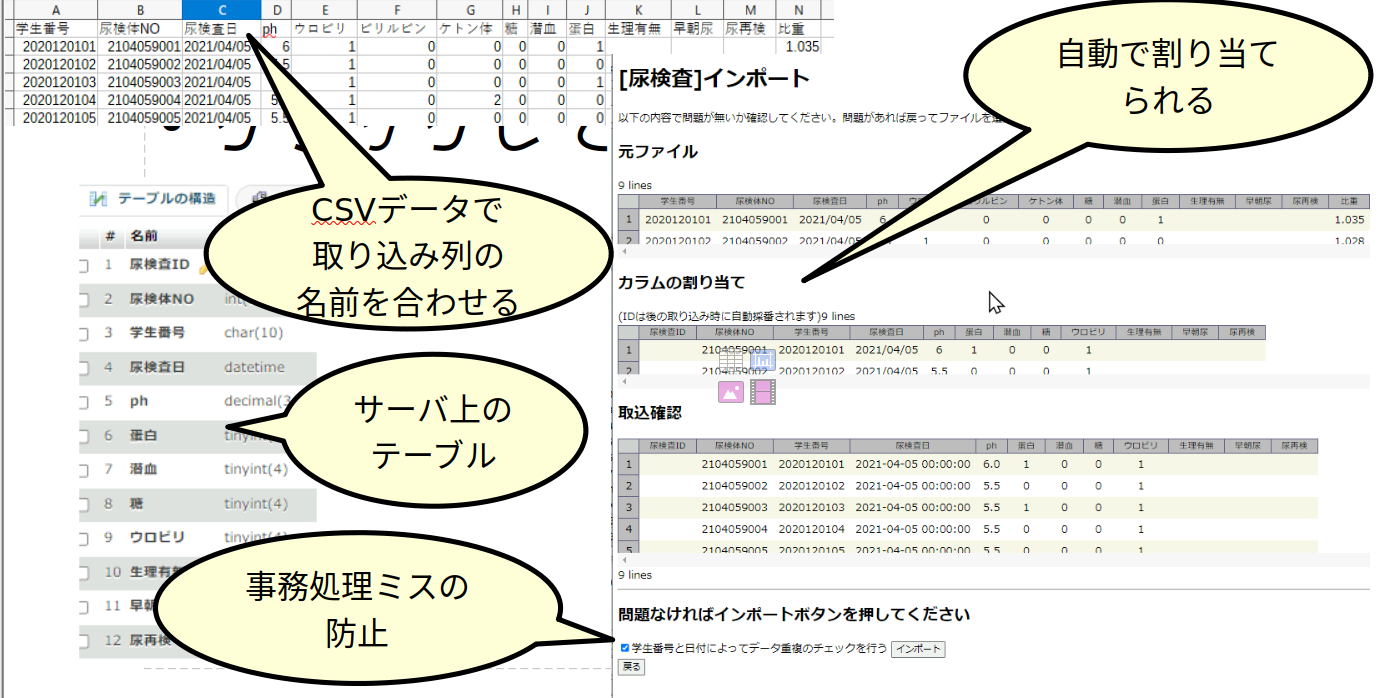 A B C D E F G H I J K L M N
学生番号 尿検体NO 尿検査日 ph ウロビリ ビリルビン ケトン体 糖 潜血 蛋白 生理有無 早朝尿 尿再検 比重
2020120101 2104059001 2021/04/05 6 1 0 0 0 0 1 1.035
2020120102 2104059002 2021/04/05 .5 1 0 0 0 0 0
2020120103 2104059003 2021/04/05 1 0 0 0 0 1
2020120104 2104059004 2021/04/05 5. 1 0 2 0 0 0
2020120105 2104059005 2021/04/05 5.5 1 0 0 0 0 0
自動で割り当て
られる
[尿検査]インポート
以下の内容で問題が無いか確認してください。問題があれば戻ってファイルを
元ファイル
9 lines
学生番号 尿検体NO 尿検査日 ph ルビン ケトン体 糖 潜血 蛋白 生理有無 早朝尿 尿再検 比重
1 2020120101 2104059001 2021/04/05 6 0 0 0 0 1 1.035
2 2020120102 2104059002 2021/04/05 1 0 0 0 0 0 1.028
カラムの割り当て
(IDは後の取り込み時に自動採番されます)9 lines
尿検査ID 尿検体NO 学生番号 尿検査日 ph 蛋白 潜血 糖 ウロビリ 生理有無 早朝尿 尿再検
1 2104059001 2020120101 2021/04/05 6 1 0 0 1
2 2104059002 2020120102 2021/04/05 5.5 0 0 0 1
取込確認
尿検査ID 尿検体NO 学生番号 尿検査日 ph 蛋白 潜血 糖 ウロビリ 生理有無 早朝尿 尿再検
1 2104059001 2020120101 2021-04-05 00:00:00 6.0 1 0 0 1
2 2104059002 2020120102 2021-04-05 00:00:00 5.5 0 0 0 1
3 2104059003 2020120103 2021-04-05 00:00:00 5.5 1 0 0 1
4 2104059004 2020120104 2021-04-05 00:00:00 5.5 0 0 0 1
5 2104059005 2020120105 2021-04-05 00:00:00 5.5 0 0 0 1
9 lines
問題なければインポートボタンを押してください
学生番号と日付によってデータ重複のチェックを行う インポート
戻る
CSVデータで
取り込み列の
名前を合わせる
テーブルの構造
# 名前
1 尿検査ID
2 尿検体NO int(
3 学生番号 char(10)
4 尿検査日 datetime
5 ph decimal(3
6 蛋白 tinyint(
7 潜血 tinyint(4)
8 糖 tinyint(4)
9 ウロビリ tinyint(4)
10 生理有無
11 早朝
12 尿再検
サーバ上の
テーブル
事務処理ミスの
防止